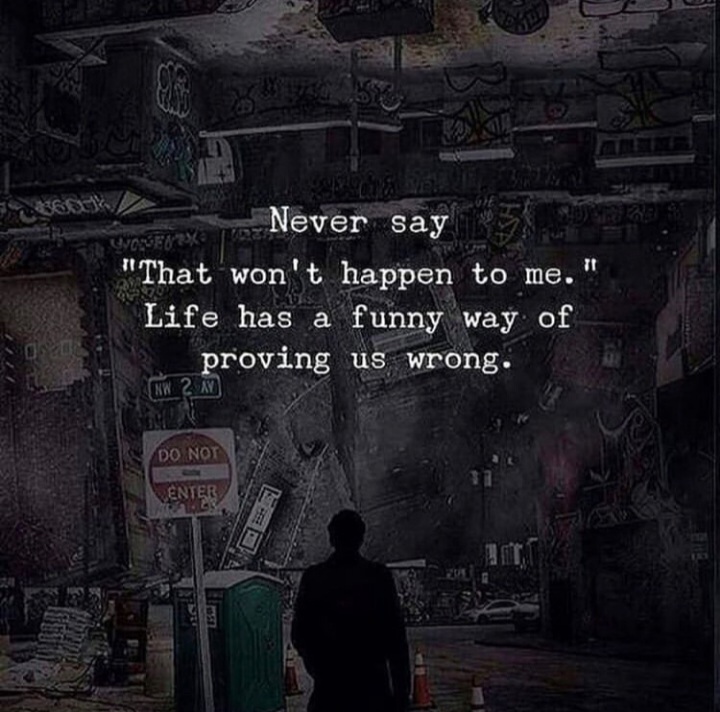 Never say
"That won't happen to me."
Life has a funny way of
proving us wrong.
NW 2 AV
DO NOT
ENTER